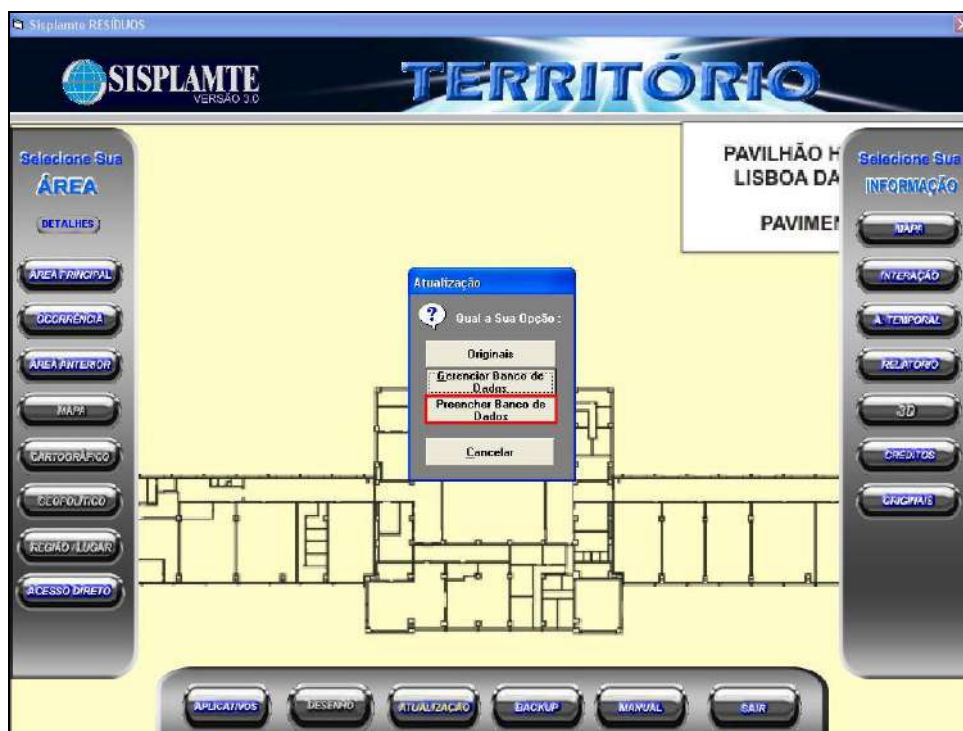 Sisplamte RESÍDUOS
SISPLAMTE
VERSÃO 3.0
TERRITÓRIO
Selecione Sua
ÁREA
DETALHES
ÁREA PRINCIPAL
OCORRÊNCIA
ÁREA ANTERIOR
MAPA
CARTOGRÁFICO
GEOPOLÍTICO
REGIÃO / LUGAR
ACESSO DIRETO
PAVILHÃO H
LISBOA DA
PAVIMEN
Atualização
Qual a Sua Opção :
Originais
Gerenciar Banco de
Dados
Preencher Banco de
Dados
Cancelar
Selecione Sua
INFORMAÇÃO
MAPA
INTERAÇÃO
A. TEMPORAL
RELATÓRIO
3D
CRÉDITOS
ORIGINAIS
APLICATIVOS
DESENHO
ATUALIZAÇÃO
BACKUP
MANUAL
SAIR